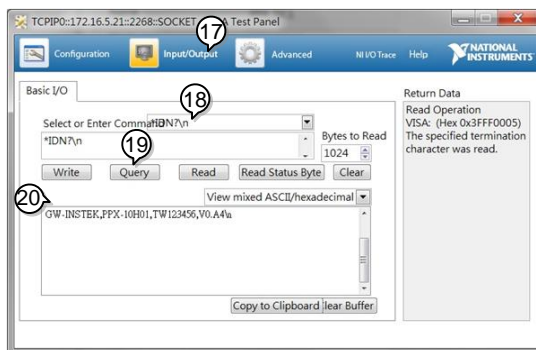 TCPIP0::172.16.5.21::2268::SOCKET A Test Panel
17
Configuration Input/Output Advanced NI I/O Trace Help NATIONAL INSTRUMENTS
Basic I/O
18
Select or Enter Command *IDN?\n
*IDN?\n
19
Bytes to Read
1024
Write Query Read Read Status Byte Clear
20
View mixed ASCII/hexadecimal
GW-INSTEK,PPX-10H01,TW123456,V0.A4\n
Copy to Clipboard lear Buffer
Return Data
Read Operation
VISA: (Hex 0x3FFF0005)
The specified termination
character was read.